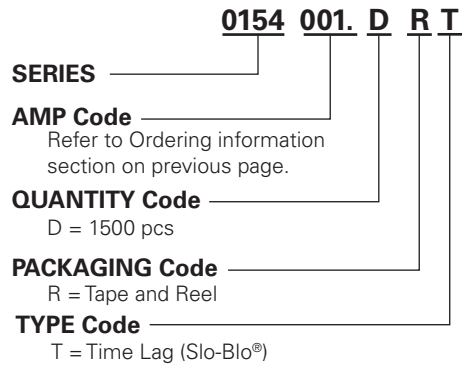 0154 001. D R T
SERIES
AMP Code
Refer to Ordering information
section on previous page.
QUANTITY Code
D = 1500 pcs
PACKAGING Code
R = Tape and Reel
TYPE Code
T = Time Lag (Slo-Blo®)